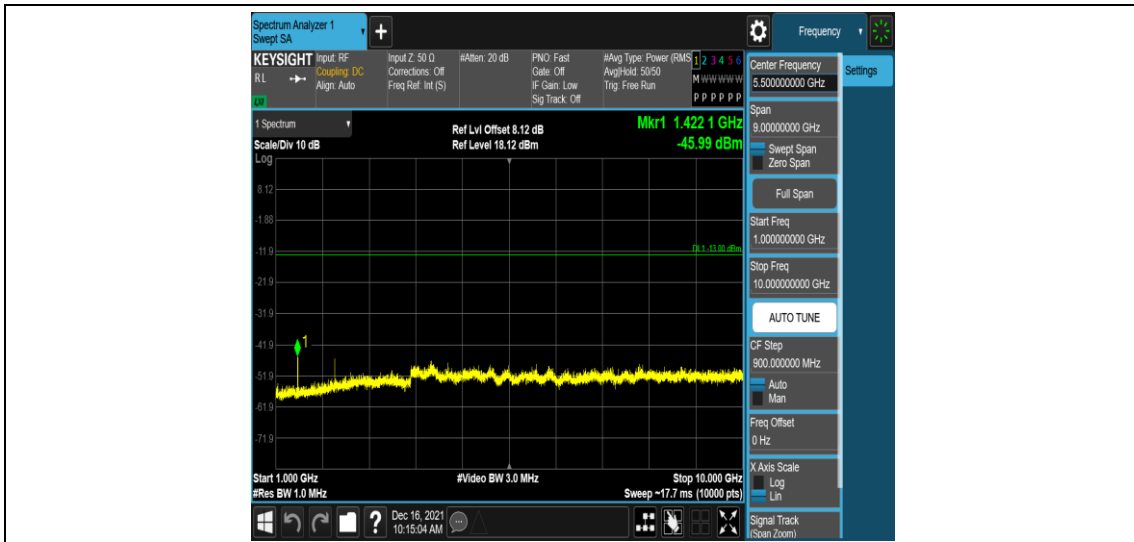 Spectrum Analyzer 1
Swept SA
+
Frequency
KEYSIGHT
RL
LXI
Input: RF
Coupling: DC
Align: Auto
Input Z: 50 Ω
Corrections: Off
Freq Ref: Int (S)
#Atten: 20 dB
PNO: Fast
Gate: Off
IF Gain: Low
Sig Track: Off
#Avg Type: Power (RMS
Avg|Hold: 50/50
Trig: Free Run
1 2 3 4 5 6
M W W W W W
P P P P P P
Center Frequency
5.500000000 GHz
Settings
Span
9.00000000 GHz
Swept Span
Zero Span
Full Span
Start Freq
1.000000000 GHz
Stop Freq
10.000000000 GHz
AUTO TUNE
CF Step
900.000000 MHz
Auto
Man
Freq Offset
0 Hz
X Axis Scale
Log
Lin
Signal Track
(Span Zoom)
1 Spectrum
Scale/Div 10 dB
Ref Lvl Offset 8.12 dB
Ref Level 18.12 dBm
Mkr1 1.422 1 GHz
-45.99 dBm
Log
8.12
-1.88
-11.9
DL1 -13.00 dBm
-21.9
-31.9
-41.9
1
-51.9
-61.9
-71.9
Start 1.000 GHz
#Res BW 1.0 MHz
#Video BW 3.0 MHz
Stop 10.000 GHz
Sweep ~17.7 ms (10000 pts)
?
Dec 16, 2021
10:15:04 AM